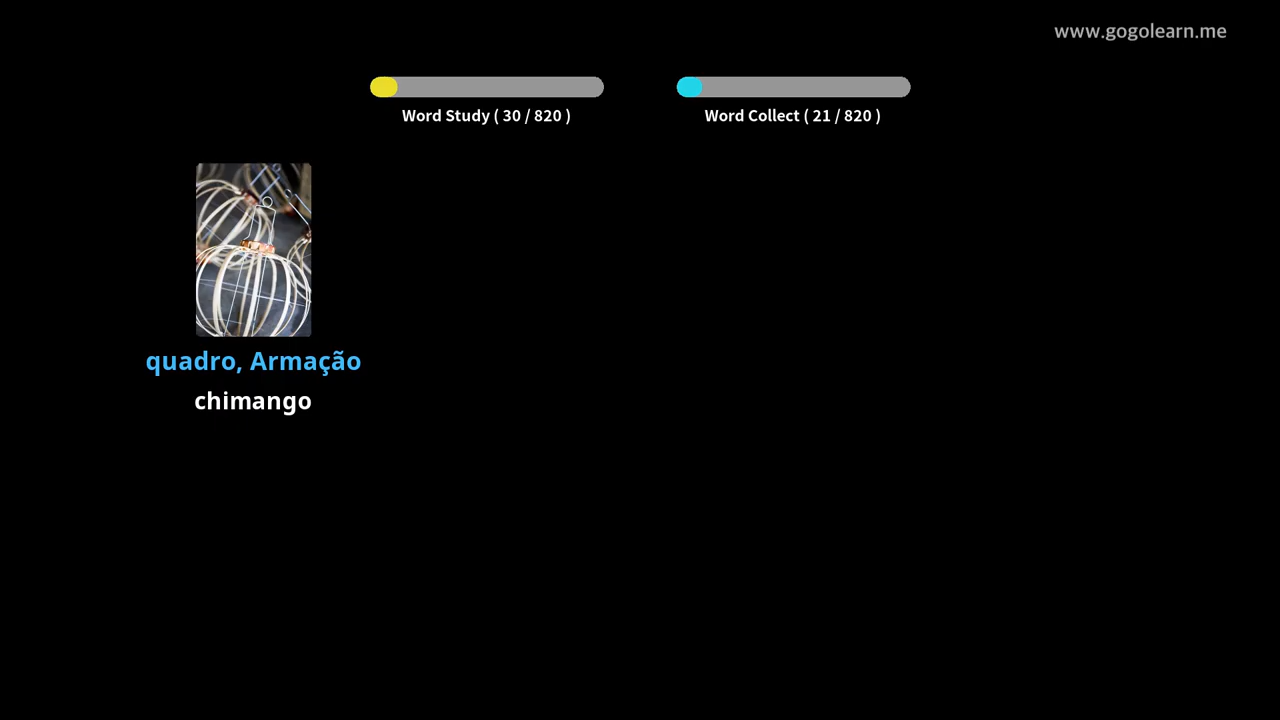 www.gogolearn.me
Word Study ( 30 / 820 )
Word Collect ( 21 / 820 )
quadro, Armação
chimango